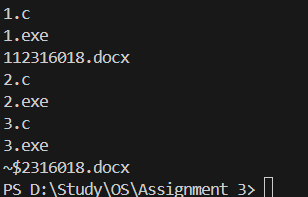 1.c
1.exe
112316018.docx
2.c
2.exe
3.c
3.exe
~$2316018.docx
PS D:\Study\OS\Assignment 3>